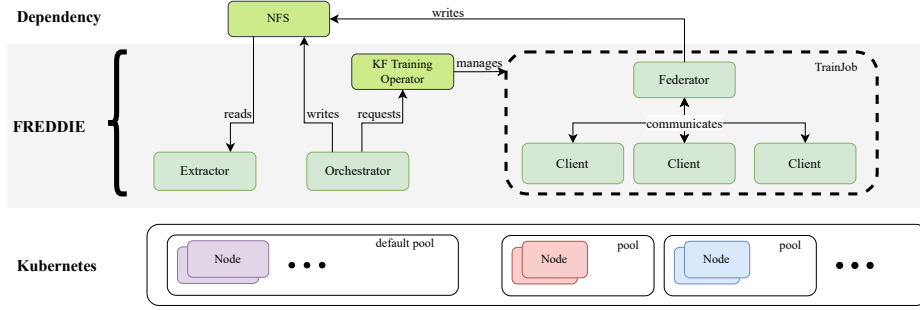 Dependency
NFS
writes
KF Training
Operator
manages
TrainJob
Federator
FREDDIE
reads
writes
requests
communicates
Extractor
Orchestrator
Client
Client
Client
Kubernetes
default pool
Node
pool
Node
pool
Node